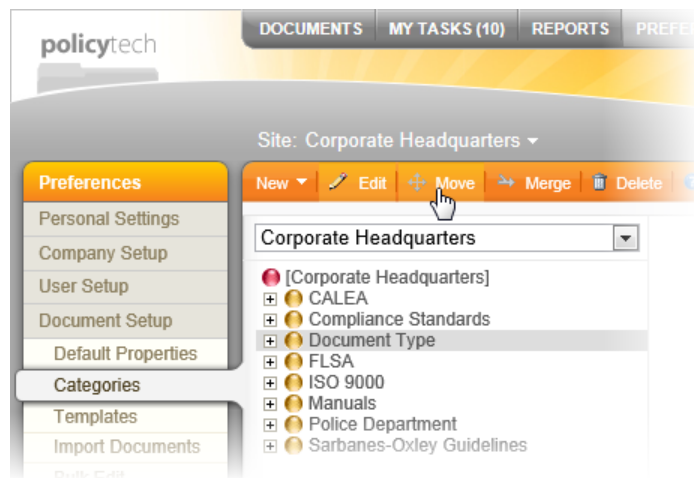 policytech
DOCUMENTS MY TASKS (10) REPORTS
Site: Corporate Headquarters
Preferences
New Edit Move Merge Delete
Personal Settings
Company Setup
User Setup
Document Setup
Default Properties
Categories
Templates
Import Documents
Bulk Edit
Corporate Headquarters
[Corporate Headquarters]
CALEA
Compliance Standards
Document Type
FLSA
ISO 9000
Manuals
Police Department
Sarbanes-Oxley Guidelines